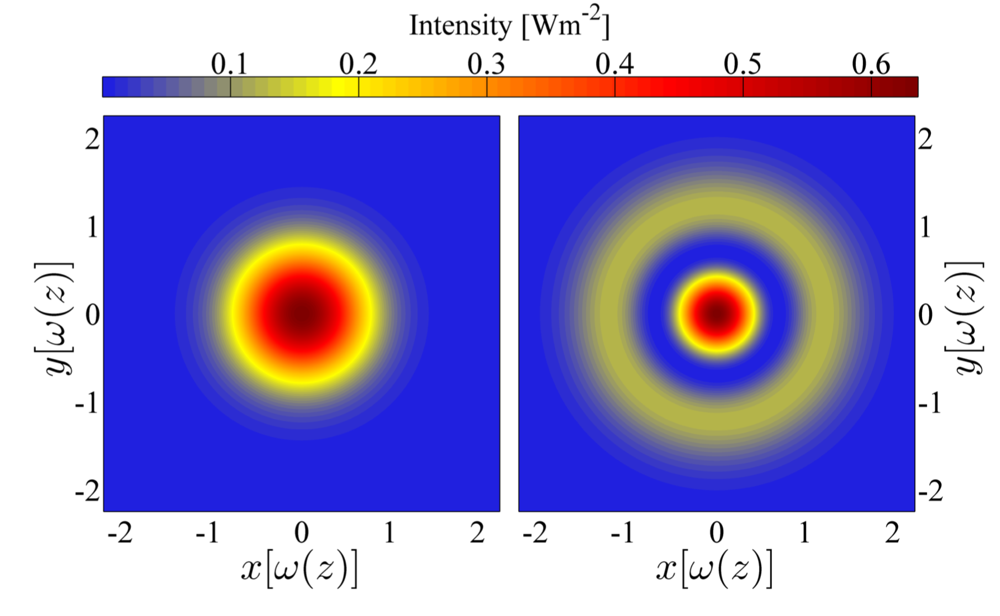 Intensity [Wm⁻²]
0.1 0.2 0.3 0.4 0.5 0.6
2 2
1 1
y[ω(z)] 0 0 y[ω(z)]
-1 -1
-2 -2
-2 -1 0 1 2 -2 -1 0 1 2
x[ω(z)] x[ω(z)]